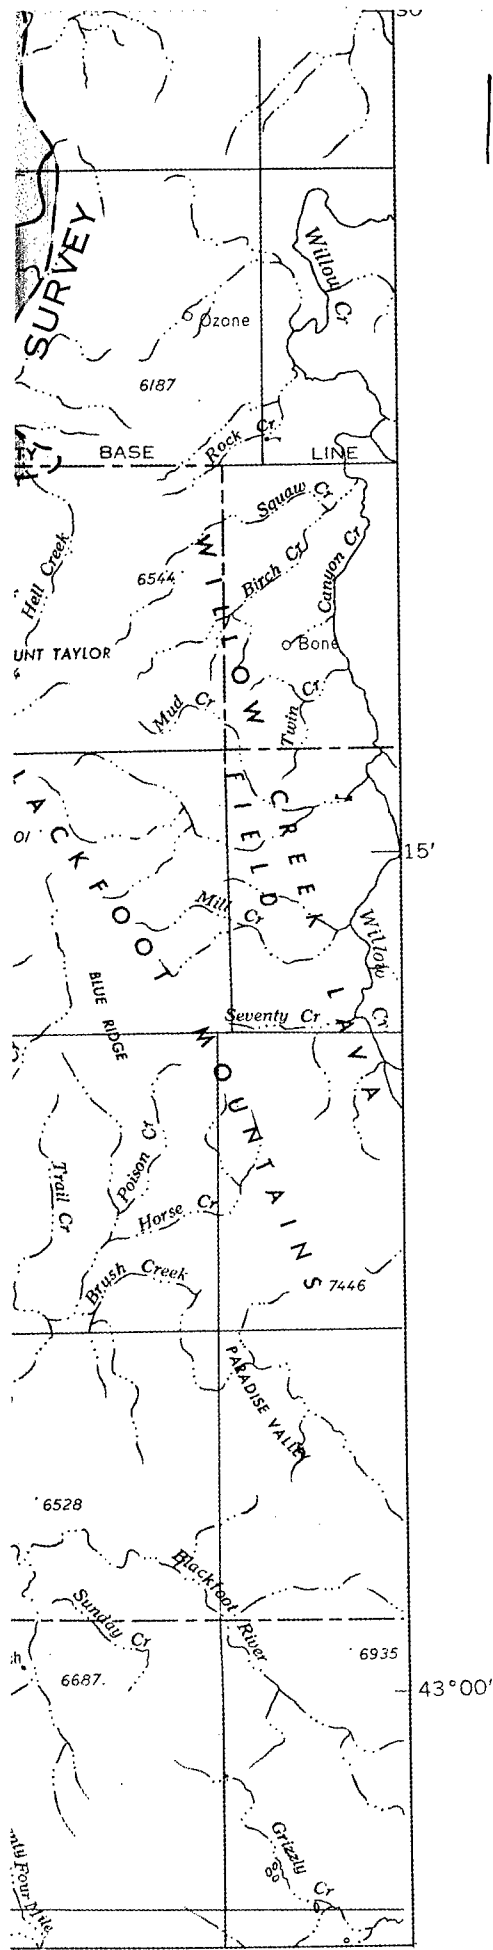 SURVEY
Willow Cr
Ozone
6187
Rock Cr
TY
BASE LINE
Squaw Cr
Hell Creek
6544
Birch Cr
Canyon Cr
WILLOW CREEK LAVA FIELD
UNT TAYLOR
Bone
Mud Cr
Twin Cr
LACKFOOT MOUNTAINS
15'
Mill Cr
Willow Cr
BLUE RIDGE
Seventy Cr
Cr
Trail Cr
Poison Cr
Horse Cr
Brush Creek
7446
PARADISE VALLEY
6528
Blackfoot River
Sunday Cr
6935
6687
43°00'
Grizzly Cr
nty Four Mile